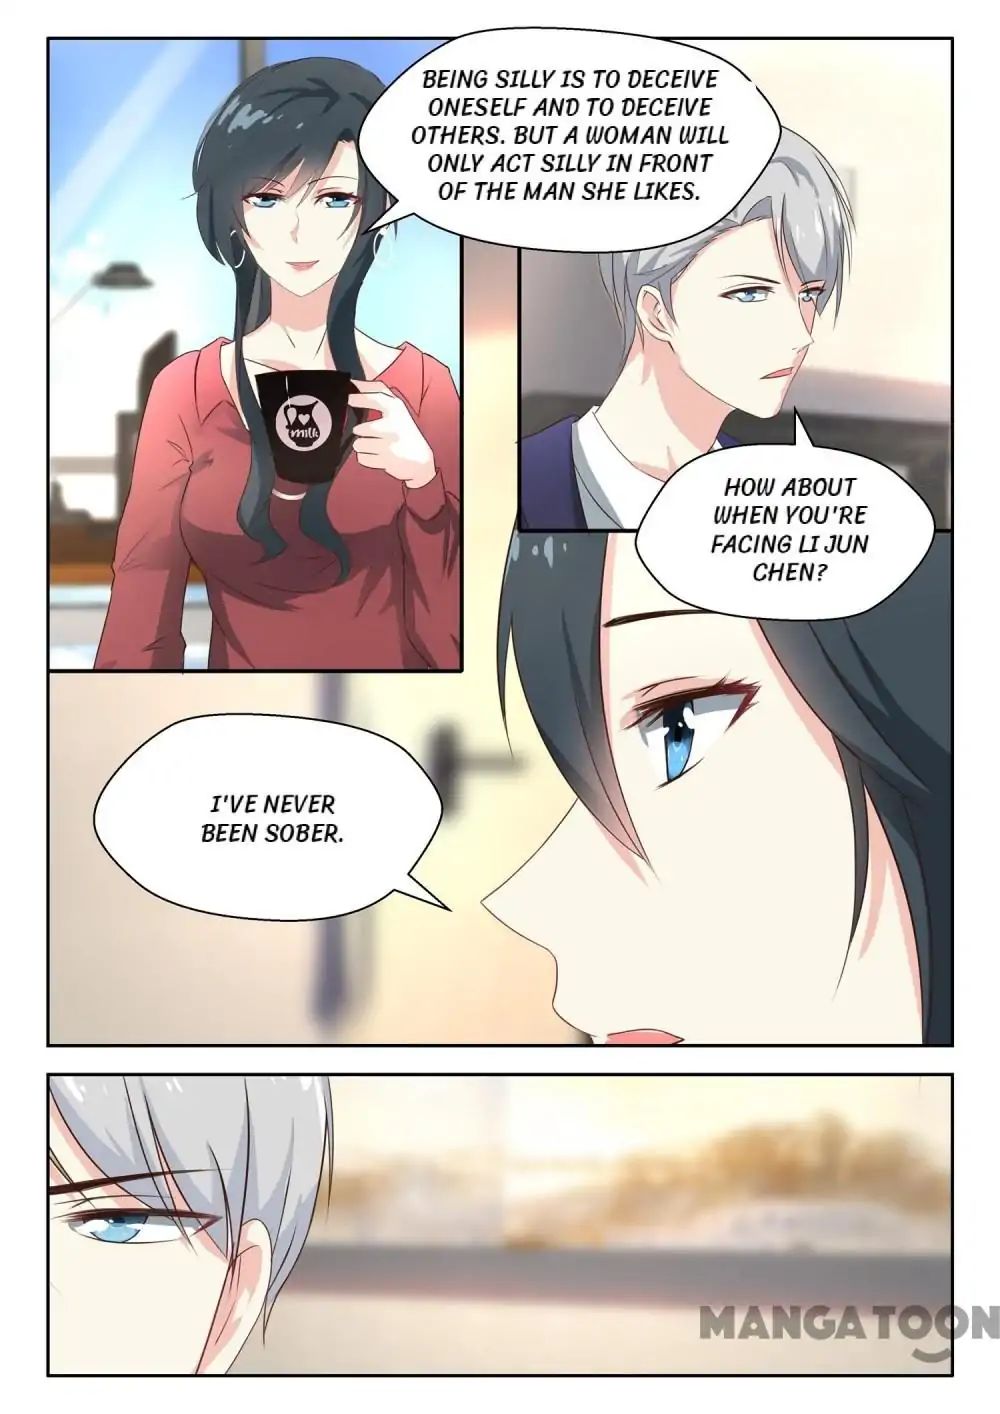 BEING SILLY IS TO DECEIVE
ONESELF AND TO DECEIVE
OTHERS. BUT A WOMAN WILL
ONLY ACT SILLY IN FRONT
OF THE MAN SHE LIKES.
milk
HOW ABOUT
WHEN YOU'RE
FACING LI JUN
CHEN?
I'VE NEVER
BEEN SOBER.
MANGATOON